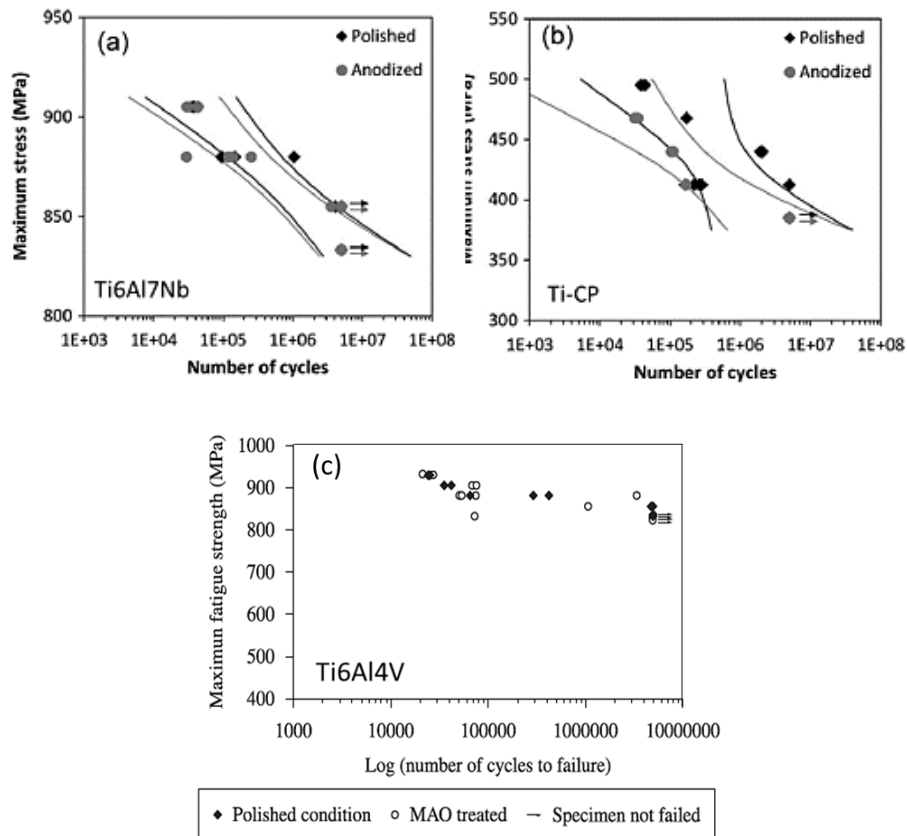 (a)
Polished
Anodized
950
900
850
800
Maximum stress (MPa)
Ti6Al7Nb
1E+03 1E+04 1E+05 1E+06 1E+07 1E+08
Number of cycles
(b)
Polished
Anodized
550
500
450
400
350
300
Ti-CP
1E+03 1E+04 1E+05 1E+06 1E+07 1E+08
Number of cycles
(c)
1000
900
800
700
600
500
400
Maximun fatigue strength (MPa)
Ti6Al4V
1000 10000 100000 1000000 10000000
Log (number of cycles to failure)
Polished condition MAO treated Specimen not failed